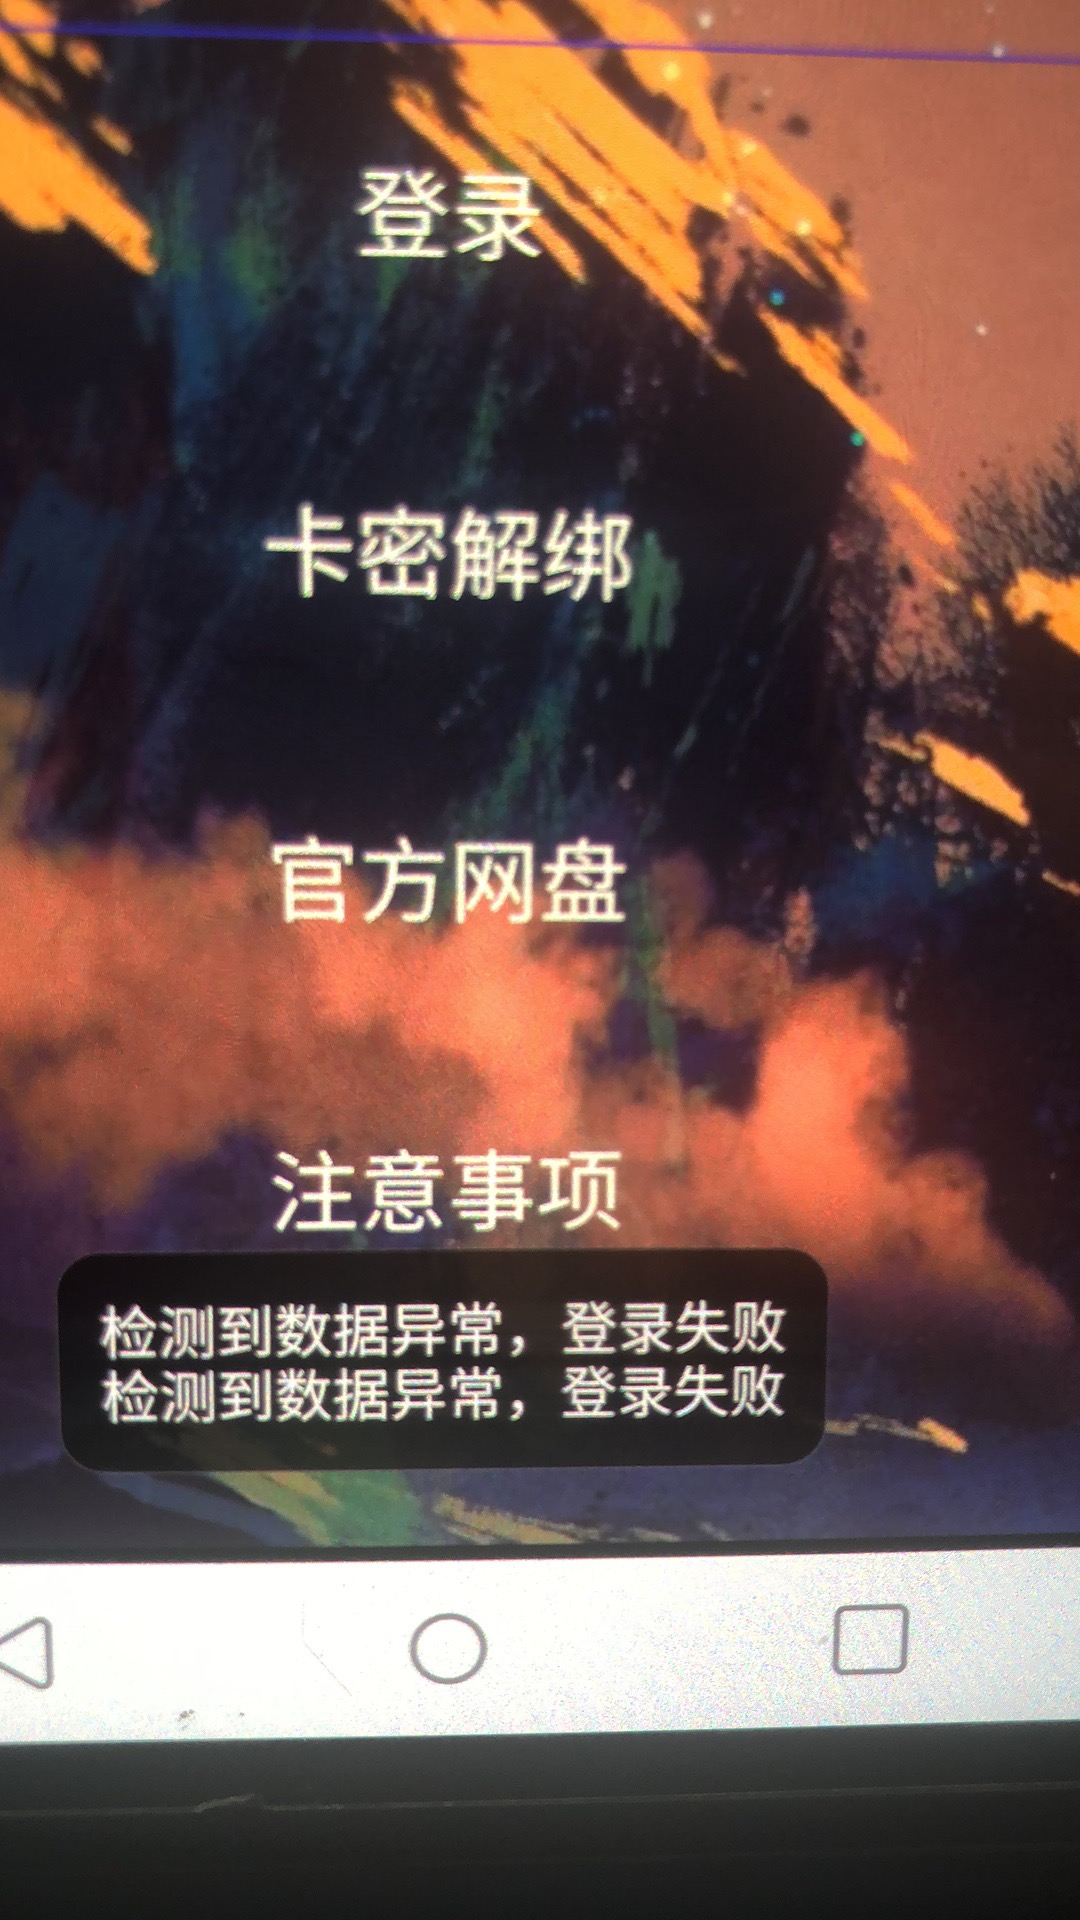 登录
卡密解绑
官方网盘
注意事项
检测到数据异常，登录失败
检测到数据异常，登录失败